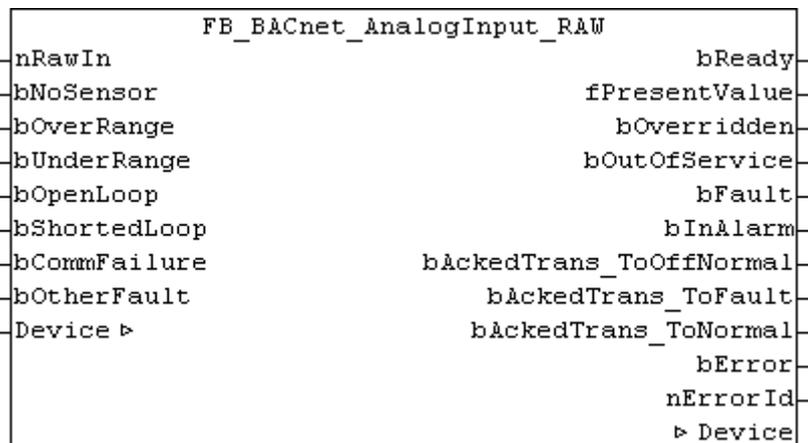 FB_BACnet_AnalogInput_RAW
nRawIn bReady
bNoSensor fPresentValue
bOverRange bOverridden
bUnderRange bOutOfService
bOpenLoop bFault
bShortedLoop bInAlarm
bCommFailure bAckedTrans_ToOffNormal
bOtherFault bAckedTrans_ToFault
Device ▹ bAckedTrans_ToNormal
bError
nErrorId
▹ Device